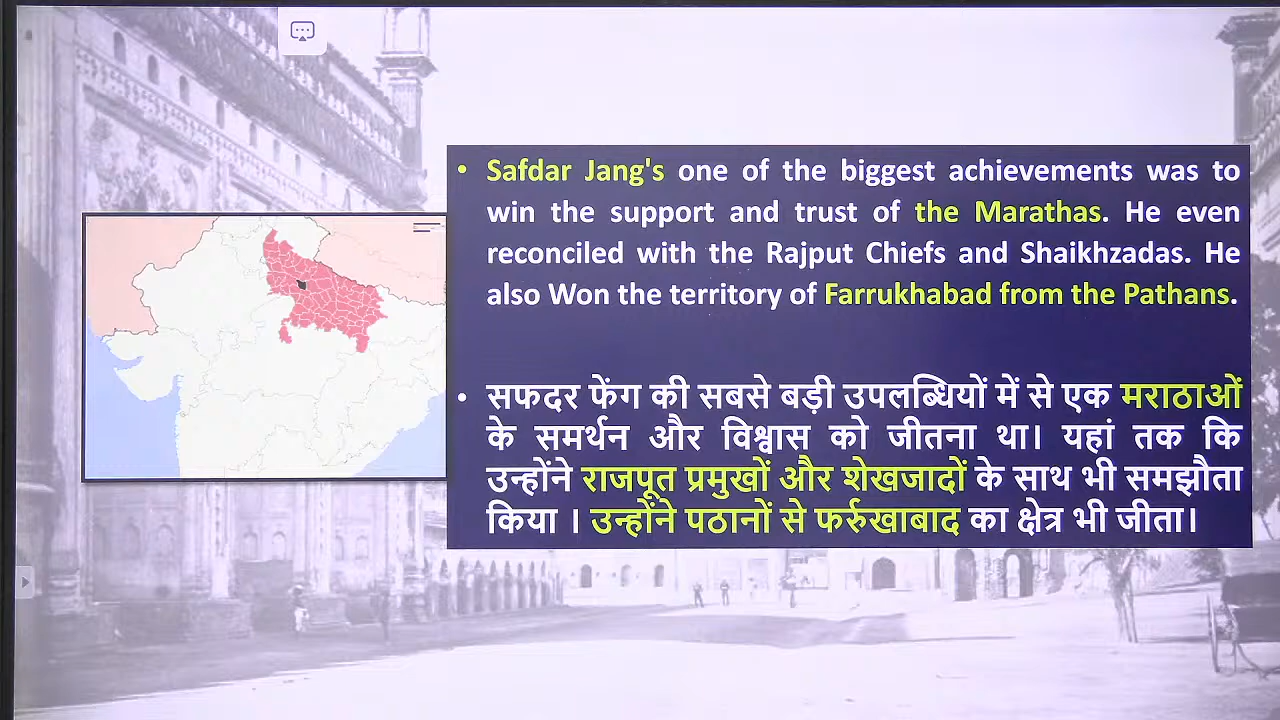 • Safdar Jang's one of the biggest achievements was to
win the support and trust of the Marathas. He even
reconciled with the Rajput Chiefs and Shaikhzadas. He
also Won the territory of Farrukhabad from the Pathans.
• सफदर फेंग की सबसे बड़ी उपलब्धियों में से एक मराठाओं
के समर्थन और विश्वास को जीतना था। यहां तक कि
उन्होंने राजपूत प्रमुखों और शेखजादों के साथ भी समझौता
किया । उन्होंने पठानों से फर्रुखाबाद का क्षेत्र भी जीता।